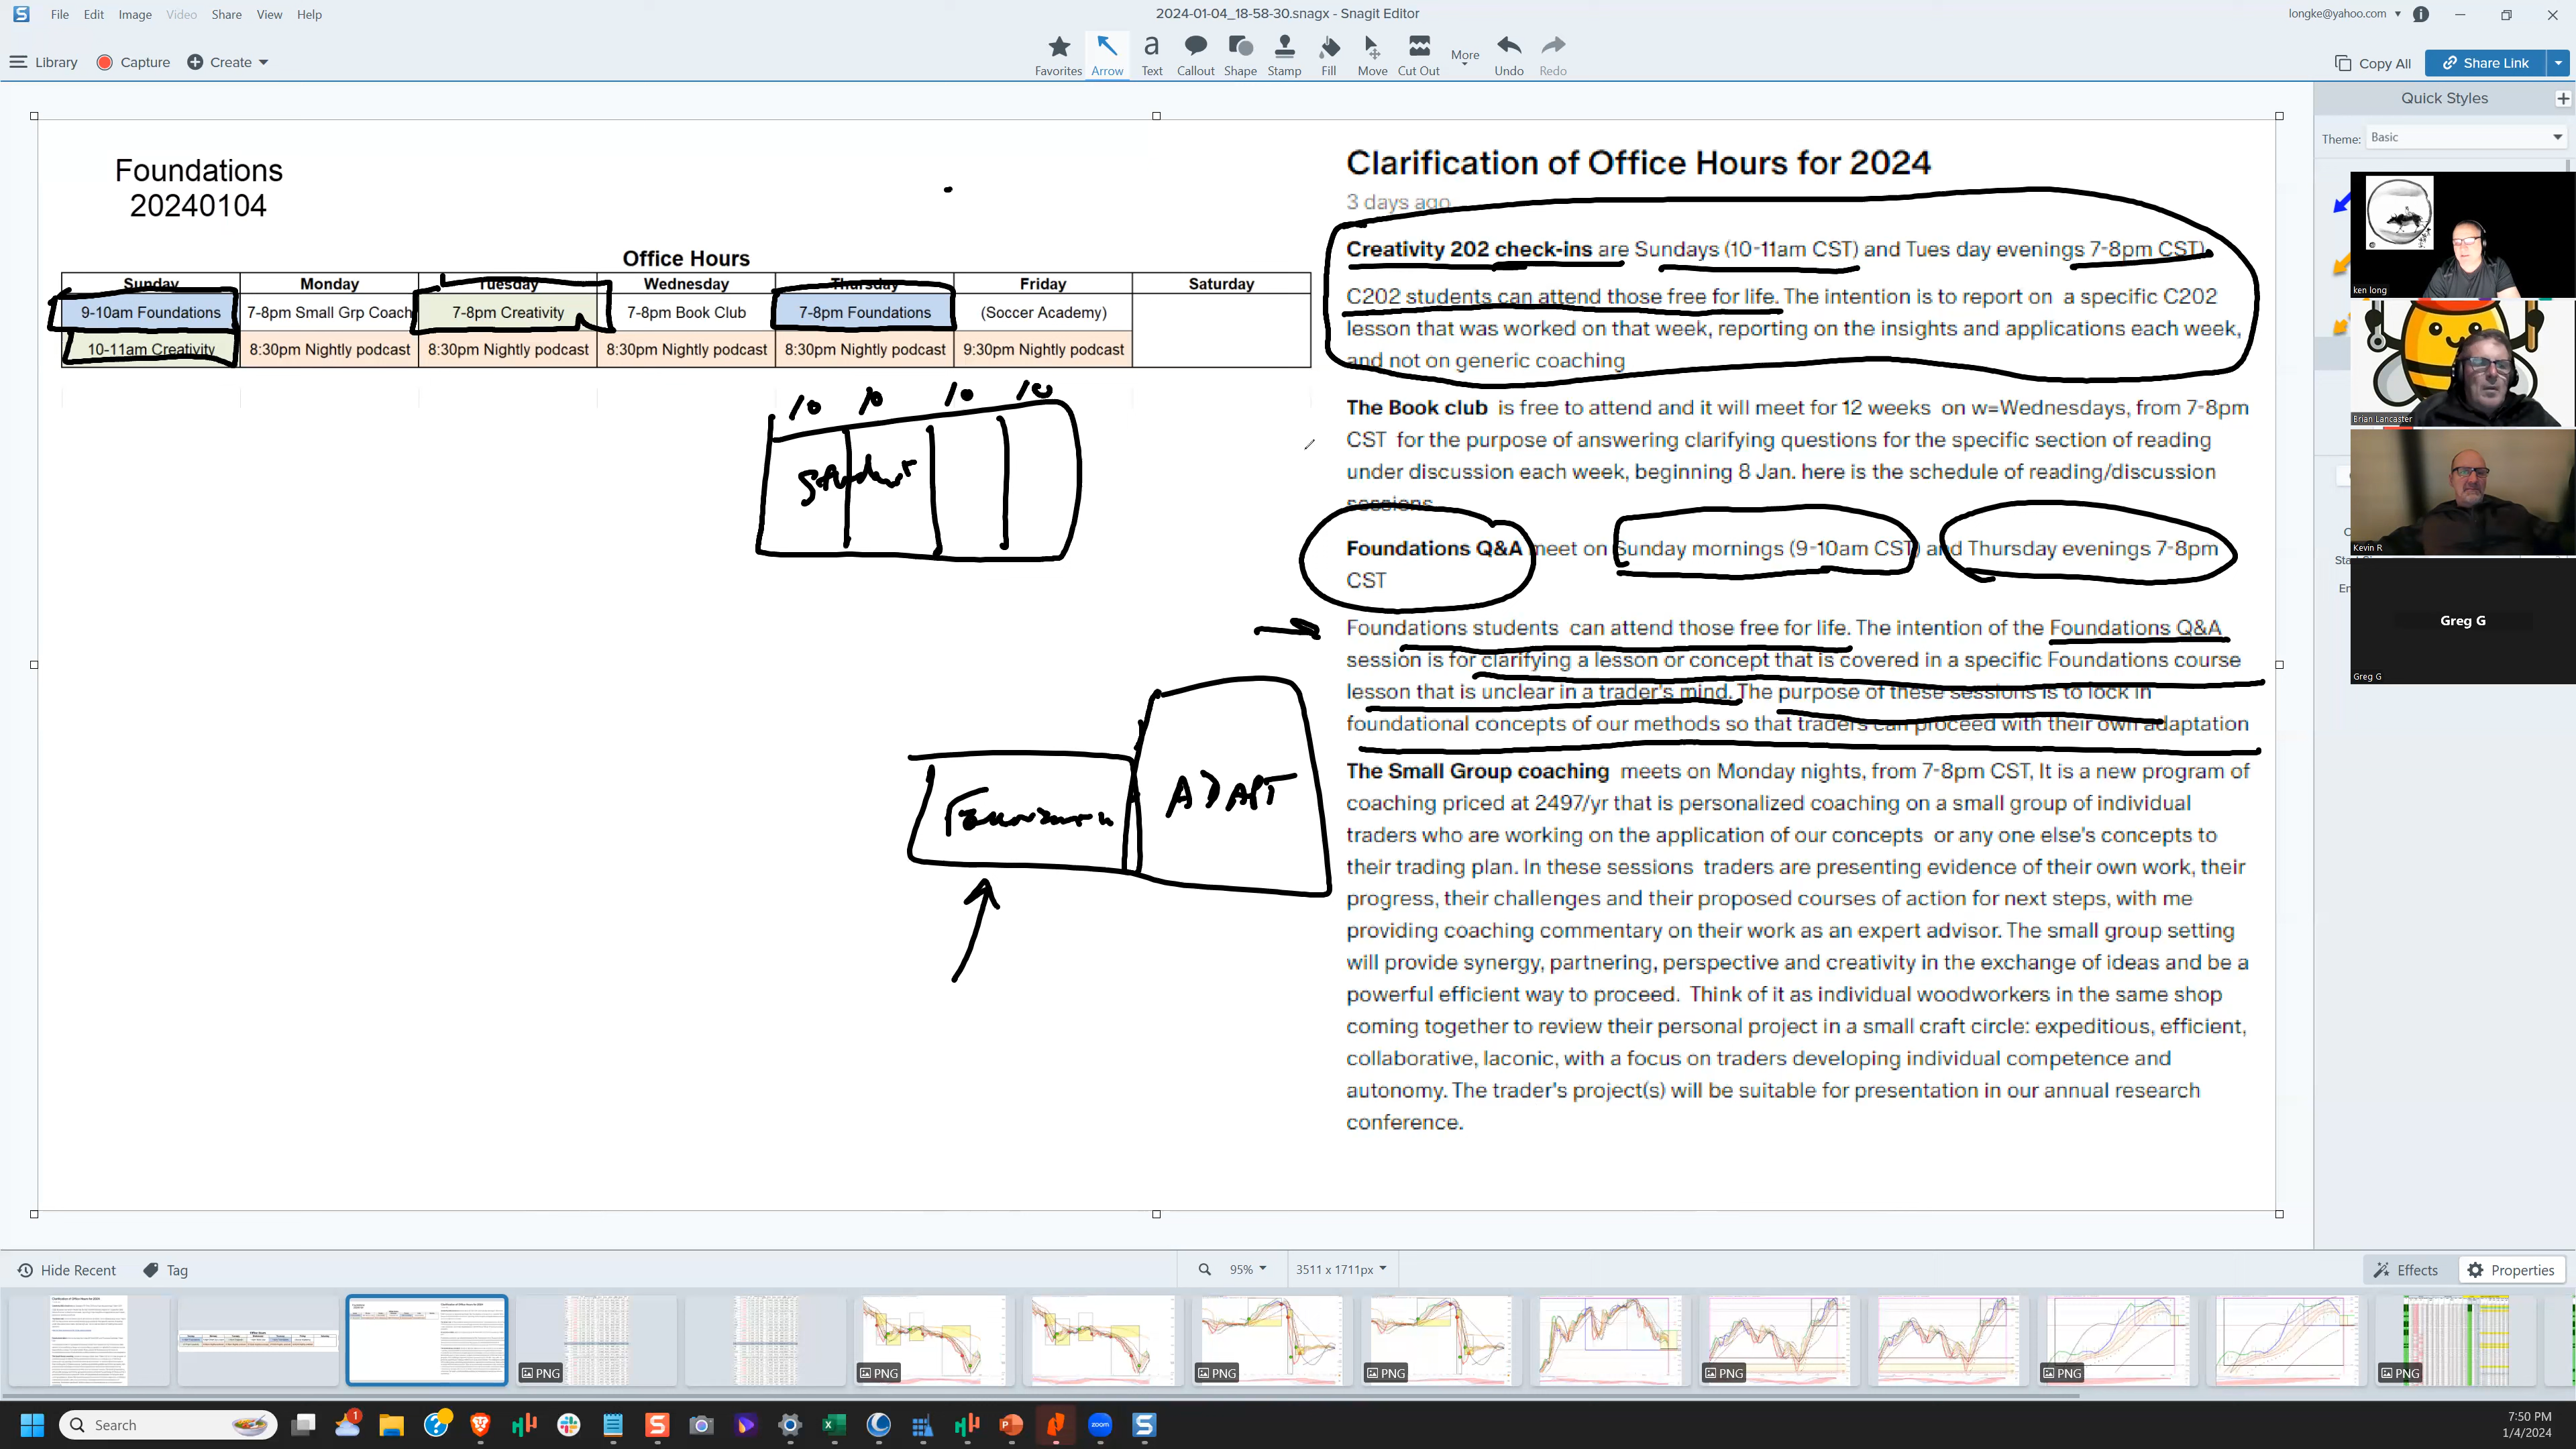 File Edit Image Video Share View Help
2024-01-04_18-58-30.snagx - Snagit Editor
longke@yahoo.com
Library Capture Create
Favorites Arrow Text Callout Shape Stamp Fill Move Cut Out More Undo Redo
Copy All Share Link
Quick Styles
Theme: Basic
Foundations
20240104
Office Hours
Sunday Monday Tuesday Wednesday Thursday Friday Saturday
9-10am Foundations 7-8pm Small Grp Coach 7-8pm Creativity 7-8pm Book Club 7-8pm Foundations (Soccer Academy)
10-11am Creativity 8:30pm Nightly podcast 8:30pm Nightly podcast 8:30pm Nightly podcast 8:30pm Nightly podcast 9:30pm Nightly podcast
10 10 10 10
ADAPT
Clarification of Office Hours for 2024
3 days ago
Creativity 202 check-ins are Sundays (10-11am CST) and Tues day evenings 7-8pm CST).
C202 students can attend those free for life. The intention is to report on a specific C202
lesson that was worked on that week, reporting on the insights and applications each week,
and not on generic coaching
The Book club is free to attend and it will meet for 12 weeks on w=Wednesdays, from 7-8pm
CST for the purpose of answering clarifying questions for the specific section of reading
under discussion each week, beginning 8 Jan. here is the schedule of reading/discussion
sessions
Foundations Q&A meet on Sunday mornings (9-10am CST) and Thursday evenings 7-8pm
CST
Foundations students can attend those free for life. The intention of the Foundations Q&A
session is for clarifying a lesson or concept that is covered in a specific Foundations course
lesson that is unclear in a trader's mind. The purpose of these sessions is to lock in
foundational concepts of our methods so that traders can proceed with their own adaptation
The Small Group coaching meets on Monday nights, from 7-8pm CST, It is a new program of
coaching priced at 2497/yr that is personalized coaching on a small group of individual
traders who are working on the application of our concepts or any one else's concepts to
their trading plan. In these sessions traders are presenting evidence of their own work, their
progress, their challenges and their proposed courses of action for next steps, with me
providing coaching commentary on their work as an expert advisor. The small group setting
will provide synergy, partnering, perspective and creativity in the exchange of ideas and be a
powerful efficient way to proceed. Think of it as individual woodworkers in the same shop
coming together to review their personal project in a small craft circle: expeditious, efficient,
collaborative, laconic, with a focus on traders developing individual competence and
autonomy. The trader's project(s) will be suitable for presentation in our annual research
conference.
ken long
Brian Lancaster
Kevin R
Greg G
Greg G
Hide Recent Tag
95% 3511 x 1711px
Effects Properties
PNG PNG PNG PNG PNG PNG PNG
Search
zoom
7:50 PM
1/4/2024